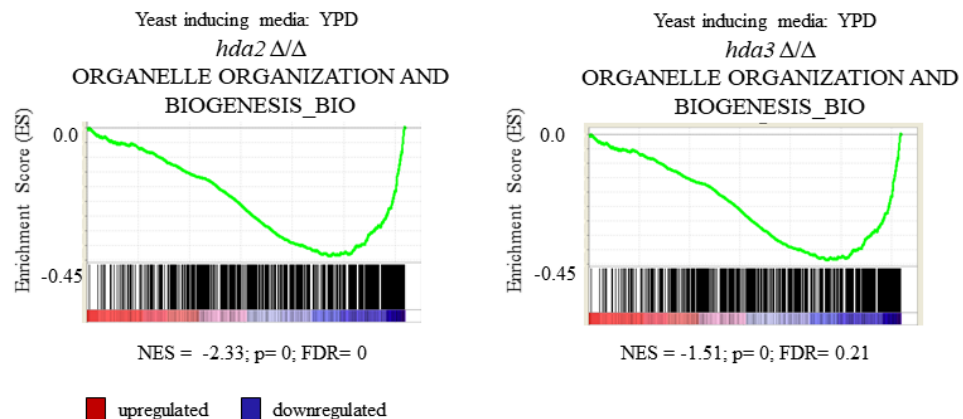 Yeast inducing media: YPD
hda2 Δ/Δ
ORGANELLE ORGANIZATION AND
BIOGENESIS_BIO
Enrichment Score (ES)
0.0
-0.45
NES = -2.33; p= 0; FDR= 0
Yeast inducing media: YPD
hda3 Δ/Δ
ORGANELLE ORGANIZATION AND
BIOGENESIS_BIO
Enrichment Score (ES)
0.0
-0.45
NES = -1.51; p= 0; FDR= 0.21
upregulated
downregulated